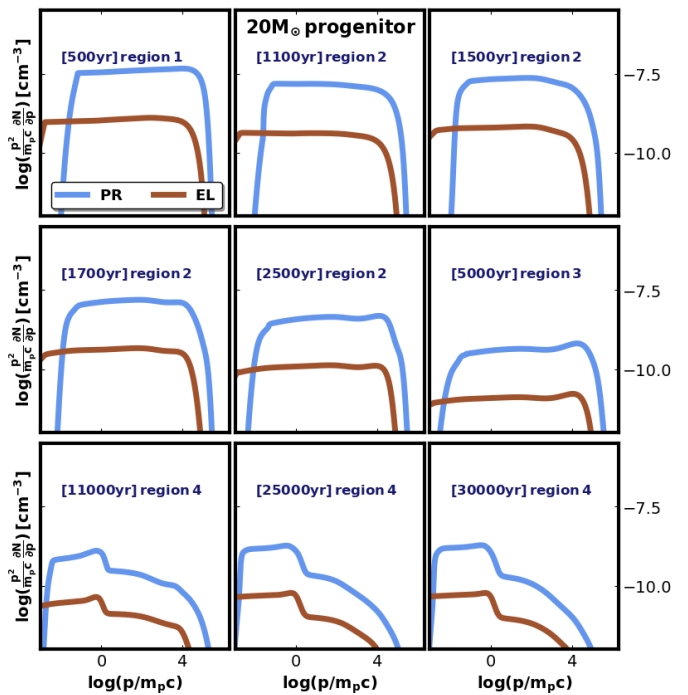 20M⊙ progenitor
[500yr] region 1
[1100yr] region 2
[1500yr] region 2
log(p²/mₚc ∂N/∂p) [cm⁻³]
−7.5
−10.0
PR EL
[1700yr] region 2
[2500yr] region 2
[5000yr] region 3
log(p²/mₚc ∂N/∂p) [cm⁻³]
−7.5
−10.0
[11000yr] region 4
[25000yr] region 4
[30000yr] region 4
log(p²/mₚc ∂N/∂p) [cm⁻³]
−7.5
−10.0
0 4 0 4 0 4
log(p/mₚc) log(p/mₚc) log(p/mₚc)